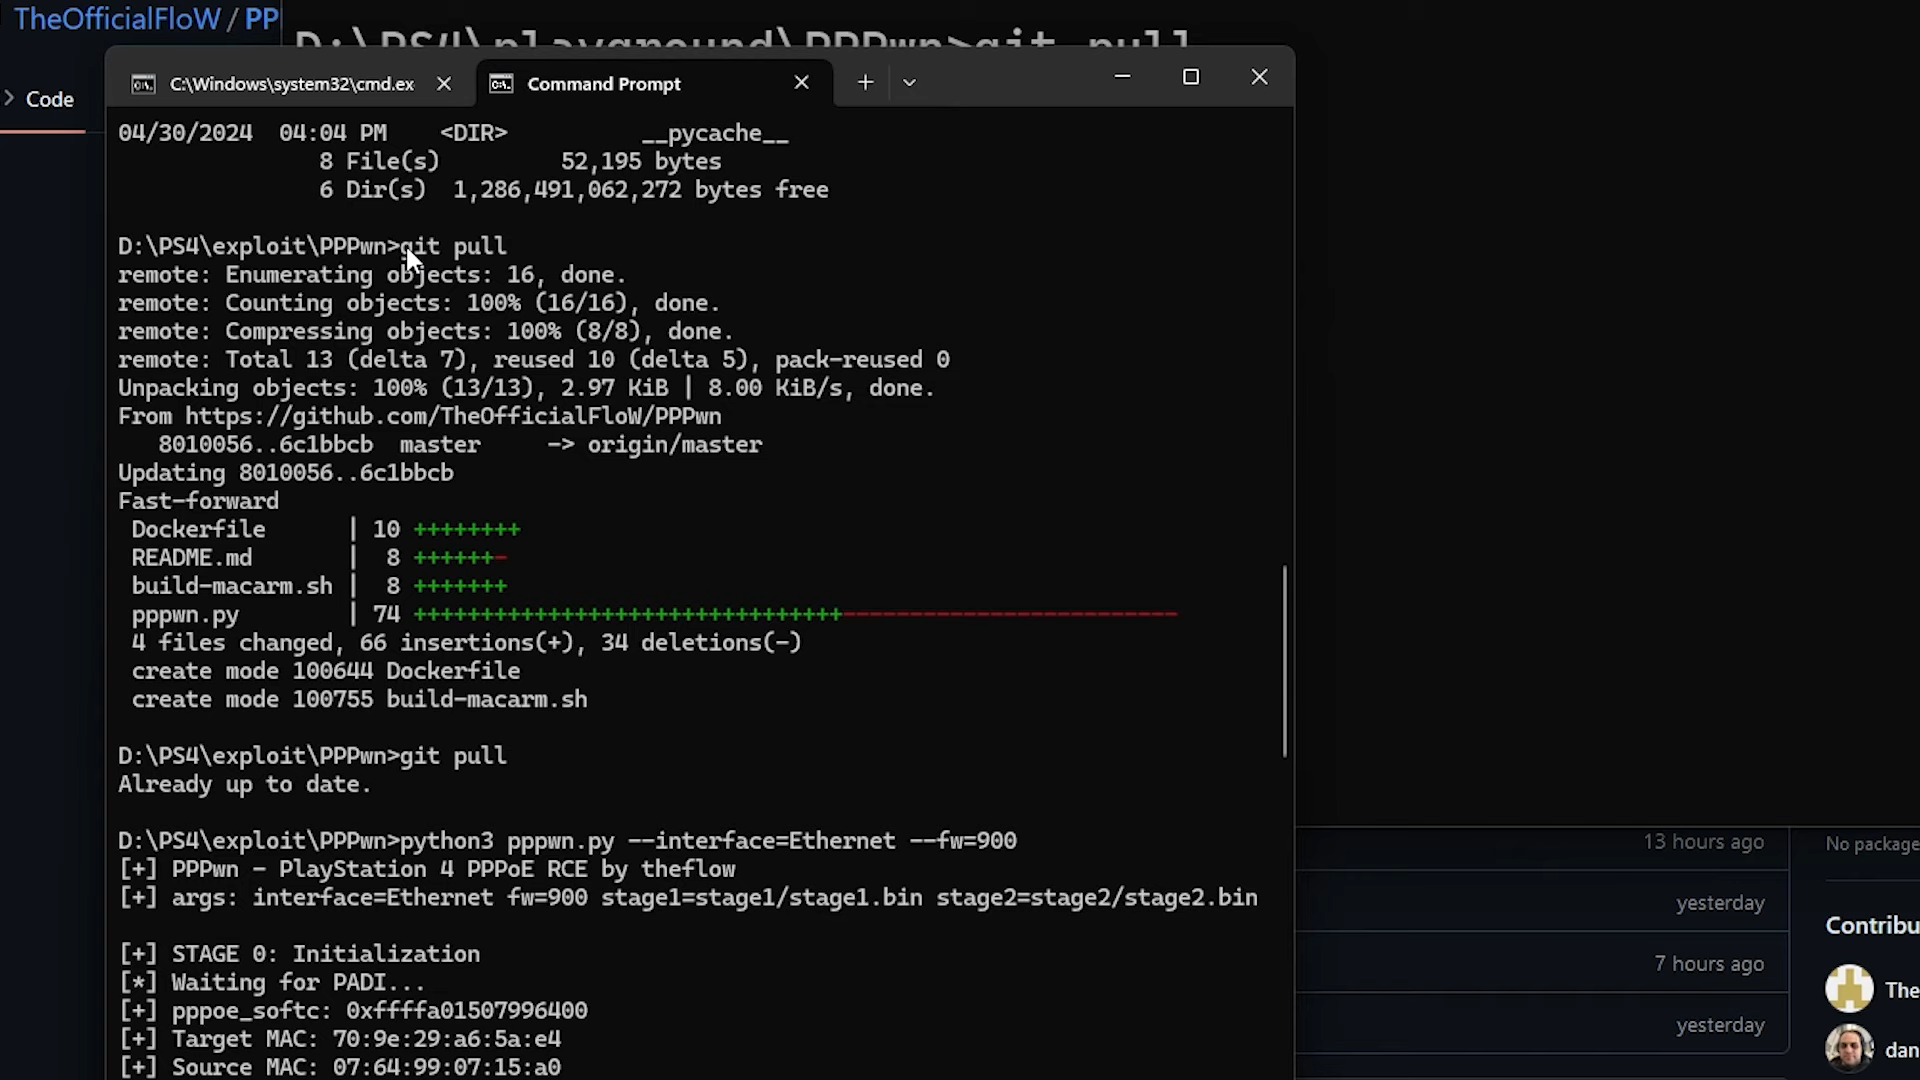 TheOfficialFloW / PP
D:\PS4\playground\PPPwn>git pull
Code
C:\Windows\system32\cmd.ex
Command Prompt
04/30/2024  04:04 PM    <DIR>          __pycache__
8 File(s)         52,195 bytes
6 Dir(s)  1,286,491,062,272 bytes free
D:\PS4\exploit\PPPwn>git pull
remote: Enumerating objects: 16, done.
remote: Counting objects: 100% (16/16), done.
remote: Compressing objects: 100% (8/8), done.
remote: Total 13 (delta 7), reused 10 (delta 5), pack-reused 0
Unpacking objects: 100% (13/13), 2.97 KiB | 8.00 KiB/s, done.
From https://github.com/TheOfficialFloW/PPPwn
8010056..6c1bbcb  master     -> origin/master
Updating 8010056..6c1bbcb
Fast-forward
Dockerfile      | 10 ++++++++
README.md       |  8 ++++++-
build-macarm.sh |  8 +++++++
pppwn.py        | 74 ++++++++++++++++++++++++++++++++-------------------------
4 files changed, 66 insertions(+), 34 deletions(-)
create mode 100644 Dockerfile
create mode 100755 build-macarm.sh
D:\PS4\exploit\PPPwn>git pull
Already up to date.
D:\PS4\exploit\PPPwn>python3 pppwn.py --interface=Ethernet --fw=900
[+] PPPwn - PlayStation 4 PPPoE RCE by theflow
[+] args: interface=Ethernet fw=900 stage1=stage1/stage1.bin stage2=stage2/stage2.bin
[+] STAGE 0: Initialization
[*] Waiting for PADI...
[+] pppoe_softc: 0xffffa01507996400
[+] Target MAC: 70:9e:29:a6:5a:e4
[+] Source MAC: 07:64:99:07:15:a0
13 hours ago
yesterday
7 hours ago
yesterday
No package
Contribu
The
dan